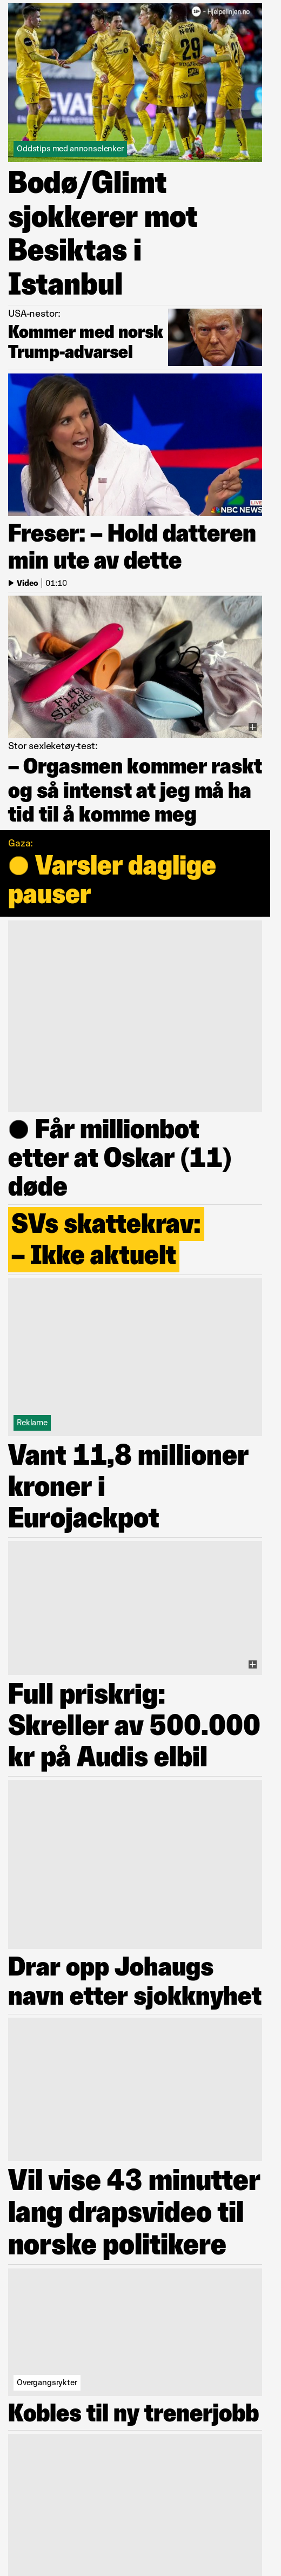 18+ – Hjelpelinjen.no
29
Oddstips med annonselenker
Bodø/Glimt
sjokkerer mot
Besiktas i
Istanbul
USA-nestor:
Kommer med norsk
Trump-advarsel
LIVE
NBC NEWS
Freser: – Hold datteren
min ute av dette
Video | 01:10
Fifty
Shades
of Grey
Stor sexleketøy-test:
– Orgasmen kommer raskt
og så intenst at jeg må ha
tid til å komme meg
Gaza:
● Varsler daglige
pauser
● Får millionbot
etter at Oskar (11)
døde
SVs skattekrav:
– Ikke aktuelt
Reklame
Vant 11,8 millioner
kroner i
Eurojackpot
Full priskrig:
Skreller av 500.000
kr på Audis elbil
Drar opp Johaugs
navn etter sjokknyhet
Vil vise 43 minutter
lang drapsvideo til
norske politikere
Overgangsrykter
Kobles til ny trenerjobb